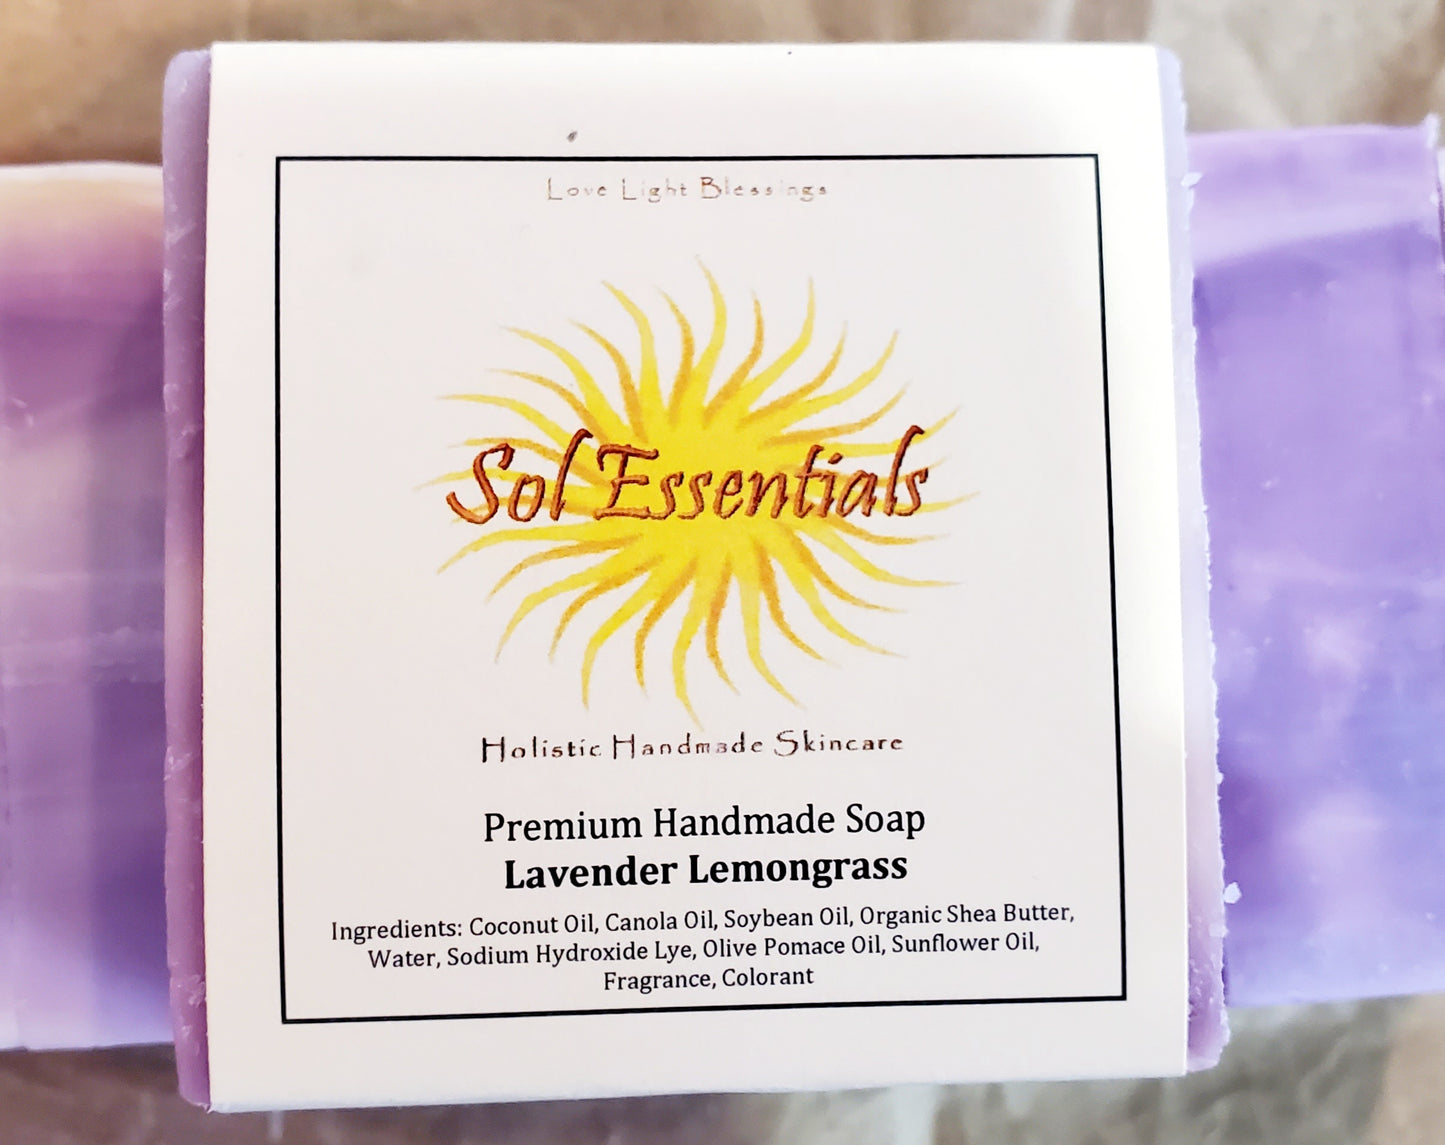 Love Light Blessings
Sol Essentials
Holistic Handmade Skincare
Premium Handmade Soap
Lavender Lemongrass
Ingredients: Coconut Oil, Canola Oil, Soybean Oil, Organic Shea Butter,
Water, Sodium Hydroxide Lye, Olive Pomace Oil, Sunflower Oil,
Fragrance, Colorant